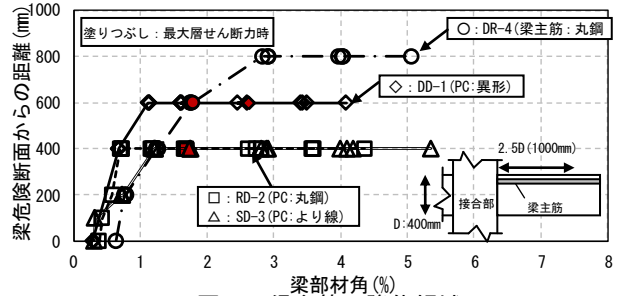 塗りつぶし：最大層せん断力時
：DR-4(梁主筋：丸鋼
：DD-1(PC:異形)
：RD-2(PC:丸鋼)
：SD-3(PC:より線)
2.5D(1000mm)
梁主筋
接合部
D:400mm
梁危険断面からの距離(mm)
1000
800
600
400
200
0
0 1 2 3 4 5 6 7 8
梁部材角(%)